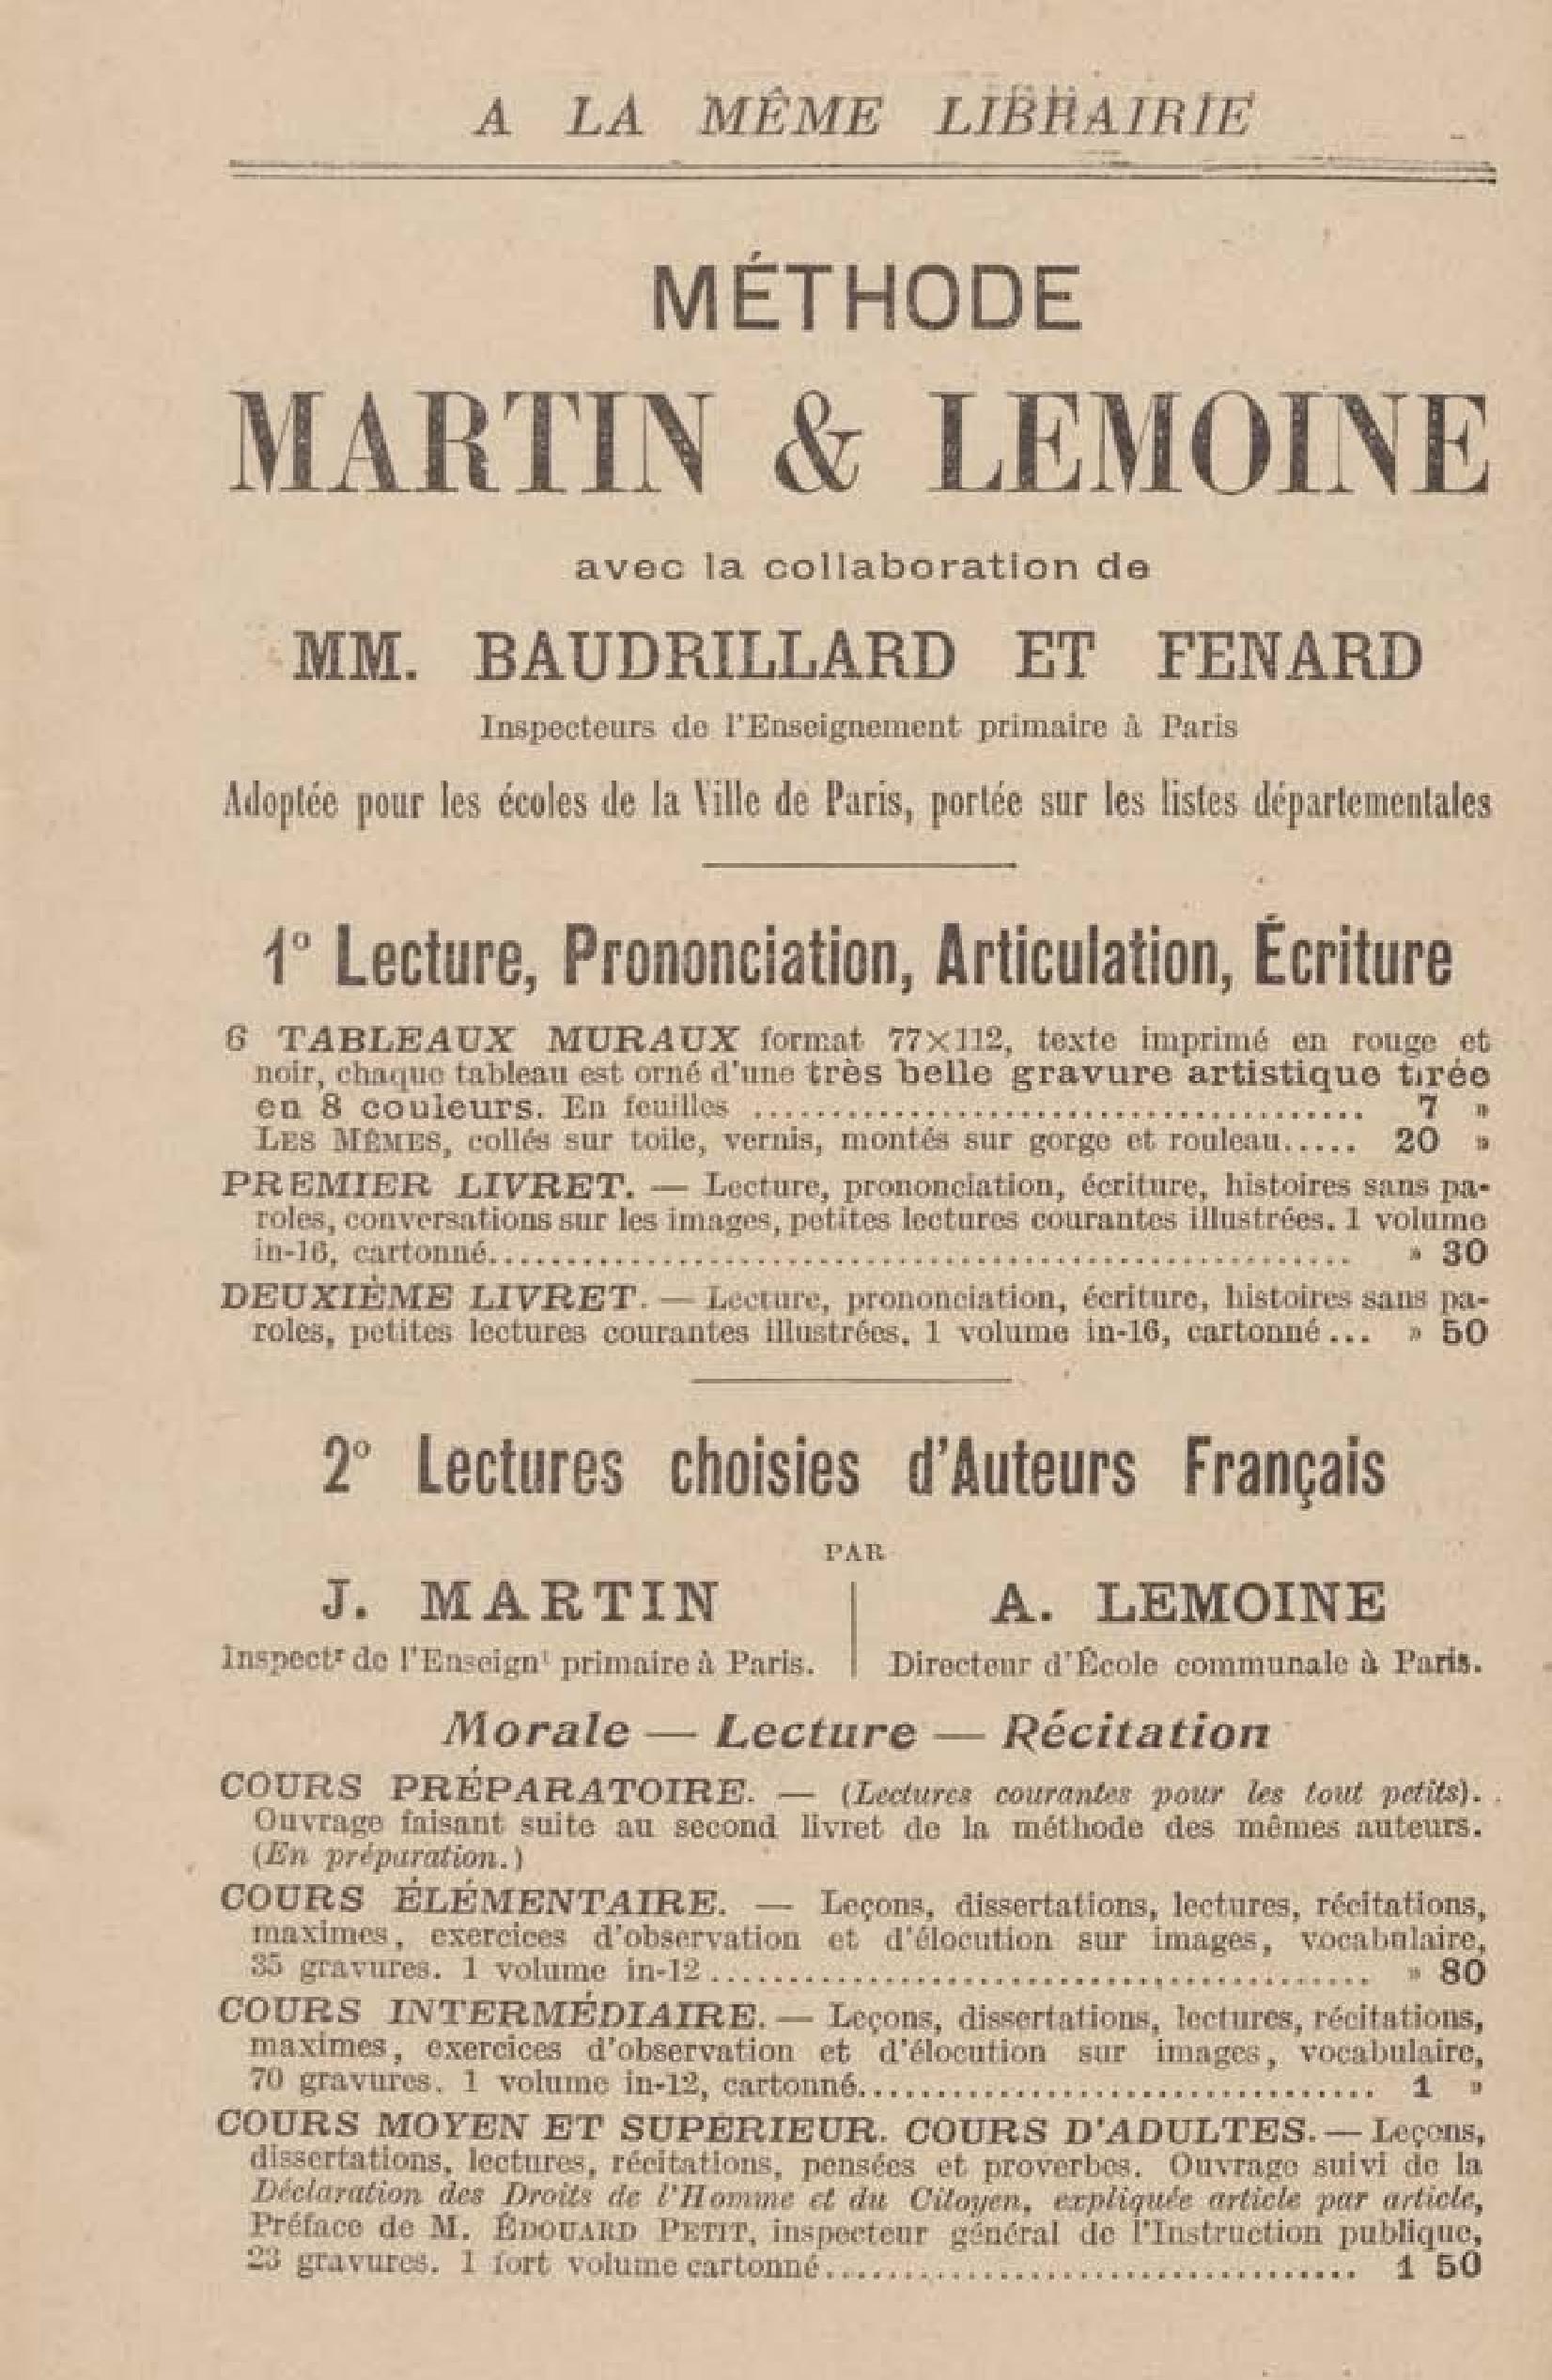 A LA MÊME LIBRAIRIE
MÉTHODE
MARTIN & LEMOINE
avec la collaboration de
MM. BAUDRILLARD ET FENARD
Inspecteurs de l'Enseignement primaire à Paris
Adoptée pour les écoles de la Ville de Paris, portée sur les listes départementales
1º Lecture, Prononciation, Articulation, Écriture
6 TABLEAUX MURAUX format 77×112, texte imprimé en rouge et
noir, chaque tableau est orné d'une très belle gravure artistique tirée
en 8 couleurs. En feuilles ....................................... 7 »
LES MÊMES, collés sur toile, vernis, montés sur gorge et rouleau..... 20 »
PREMIER LIVRET. — Lecture, prononciation, écriture, histoires sans pa-
roles, conversations sur les images, petites lectures courantes illustrées. 1 volume
in-16, cartonné....................................................... » 30
DEUXIÈME LIVRET. — Lecture, prononciation, écriture, histoires sans pa-
roles, petites lectures courantes illustrées, 1 volume in-16, cartonné... » 50
2º Lectures choisies d'Auteurs Français
PAR
J. MARTIN | A. LEMOINE
Inspectʳ de l'Enseignᵗ primaire à Paris. | Directeur d'École communale à Paris.
Morale — Lecture — Récitation
COURS PRÉPARATOIRE. — (Lectures courantes pour les tout petits).
Ouvrage faisant suite au second livret de la méthode des mêmes auteurs.
(En préparation.)
COURS ÉLÉMENTAIRE. — Leçons, dissertations, lectures, récitations,
maximes, exercices d'observation et d'élocution sur images, vocabulaire,
35 gravures. 1 volume in-12........................................... » 80
COURS INTERMÉDIAIRE. — Leçons, dissertations, lectures, récitations,
maximes, exercices d'observation et d'élocution sur images, vocabulaire,
70 gravures. 1 volume in-12, cartonné................................. 1 »
COURS MOYEN ET SUPÉRIEUR. COURS D'ADULTES. — Leçons,
dissertations, lectures, récitations, pensées et proverbes. Ouvrage suivi de la
Déclaration des Droits de l'Homme et du Citoyen, expliquée article par article,
Préface de M. ÉDOUARD PETIT, inspecteur général de l'Instruction publique,
23 gravures. 1 fort volume cartonné................................... 1 50